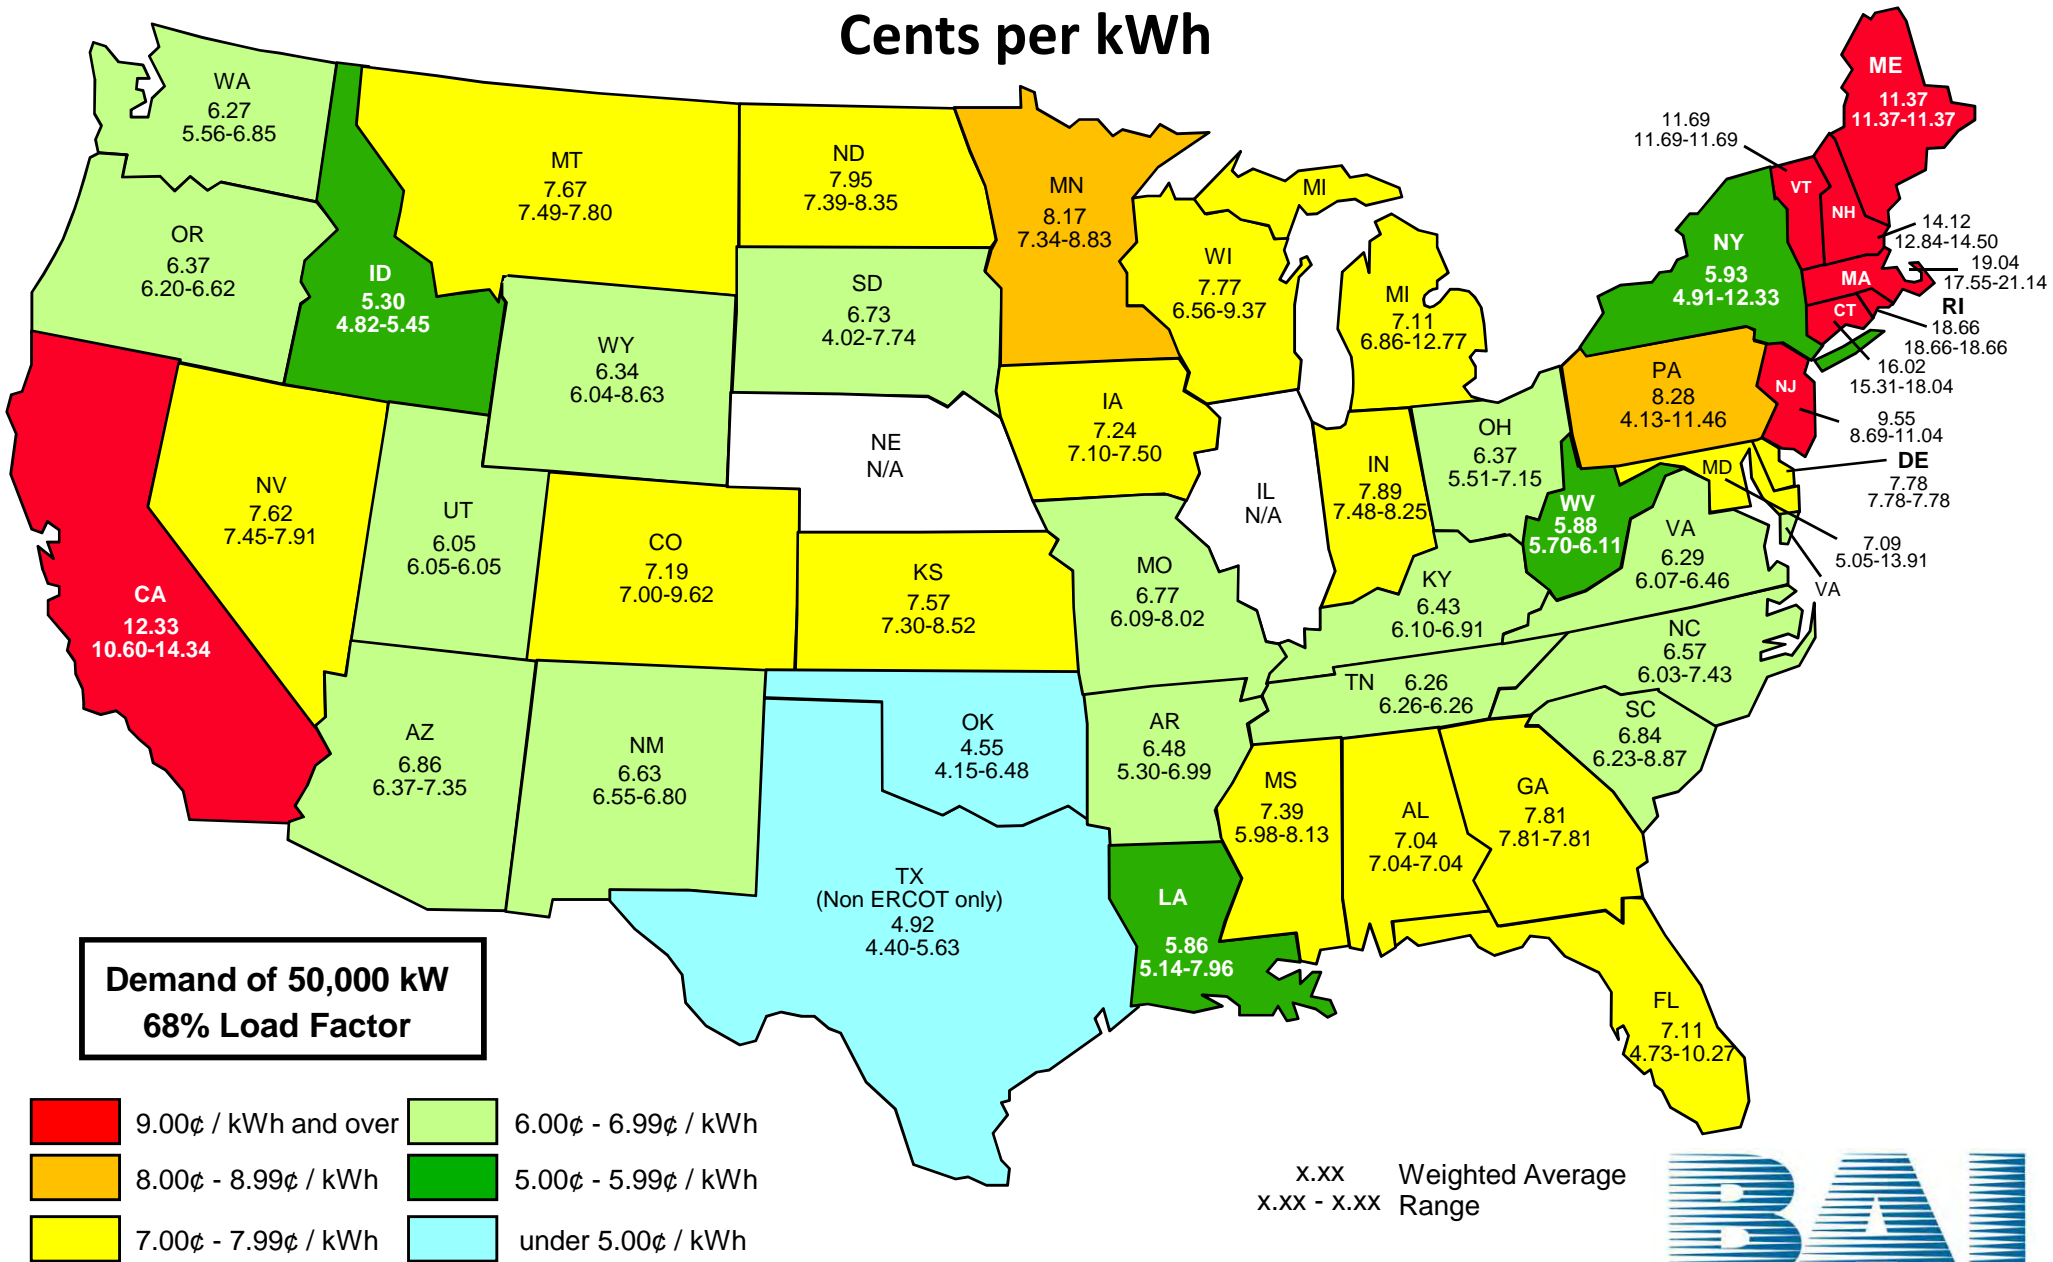 Cents per kWh
WA
6.27
5.56-6.85
OR
6.37
6.20-6.62
CA
12.33
10.60-14.34
ID
5.30
4.82-5.45
NV
7.62
7.45-7.91
MT
7.67
7.49-7.80
WY
6.34
6.04-8.63
UT
6.05
6.05-6.05
AZ
6.86
6.37-7.35
CO
7.19
7.00-9.62
NM
6.63
6.55-6.80
ND
7.95
7.39-8.35
SD
6.73
4.02-7.74
NE
N/A
KS
7.57
7.30-8.52
OK
4.55
4.15-6.48
TX
(Non ERCOT only)
4.92
4.40-5.63
MN
8.17
7.34-8.83
IA
7.24
7.10-7.50
MO
6.77
6.09-8.02
AR
6.48
5.30-6.99
LA
5.86
5.14-7.96
WI
7.77
6.56-9.37
IL
N/A
MI
MI
7.11
6.86-12.77
IN
7.89
7.48-8.25
OH
6.37
5.51-7.15
KY
6.43
6.10-6.91
TN 6.26
6.26-6.26
MS
7.39
5.98-8.13
AL
7.04
7.04-7.04
GA
7.81
7.81-7.81
FL
7.11
4.73-10.27
SC
6.84
6.23-8.87
NC
6.57
6.03-7.43
VA
6.29
6.07-6.46
VA
WV
5.88
5.70-6.11
MD
7.09
5.05-13.91
DE
7.78
7.78-7.78
PA
8.28
4.13-11.46
NJ
9.55
8.69-11.04
NY
5.93
4.91-12.33
CT
16.02
15.31-18.04
RI
18.66
18.66-18.66
MA
19.04
17.55-21.14
NH
14.12
12.84-14.50
VT
11.69
11.69-11.69
ME
11.37
11.37-11.37
Demand of 50,000 kW
68% Load Factor
9.00¢ / kWh and over
8.00¢ - 8.99¢ / kWh
7.00¢ - 7.99¢ / kWh
6.00¢ - 6.99¢ / kWh
5.00¢ - 5.99¢ / kWh
under 5.00¢ / kWh
x.xx Weighted Average
x.xx - x.xx Range
BAI